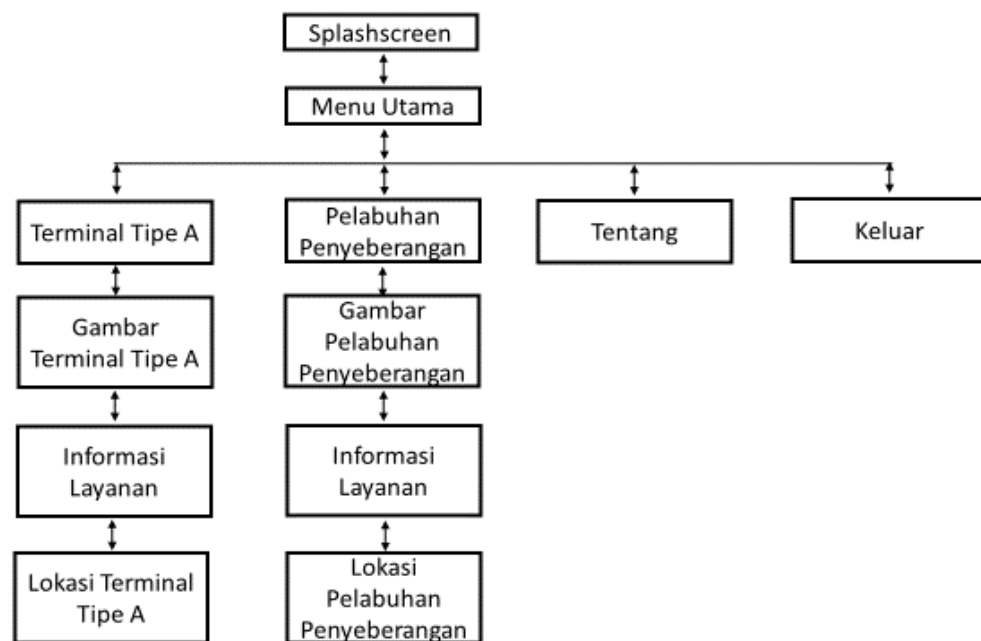 Splashscreen
Menu Utama
Terminal Tipe A
Pelabuhan
Penyeberangan
Tentang
Keluar
Gambar
Terminal Tipe A
Gambar
Pelabuhan
Penyeberangan
Informasi
Layanan
Informasi
Layanan
Lokasi Terminal
Tipe A
Lokasi
Pelabuhan
Penyeberangan